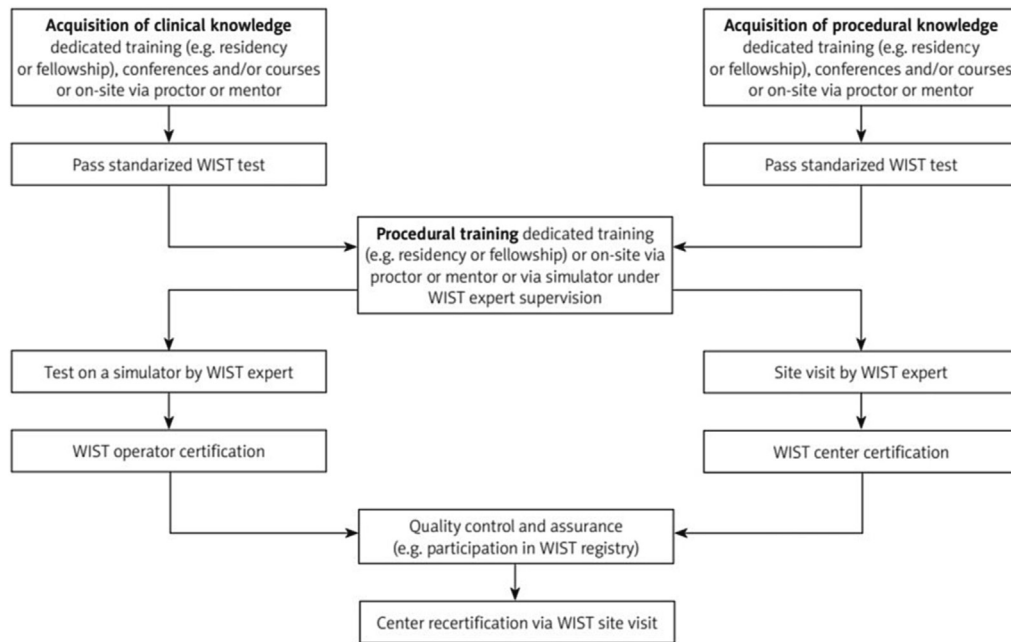 Acquisition of clinical knowledge
dedicated training (e.g. residency
or fellowship), conferences and/or courses
or on-site via proctor or mentor
Acquisition of procedural knowledge
dedicated training (e.g. residency
or fellowship), conferences and/or courses
or on-site via proctor or mentor
Pass standarized WIST test
Pass standarized WIST test
Procedural training dedicated training
(e.g. residency or fellowship) or on-site via
proctor or mentor or via simulator under
WIST expert supervision
Test on a simulator by WIST expert
Site visit by WIST expert
WIST operator certification
WIST center certification
Quality control and assurance
(e.g. participation in WIST registry)
Center recertification via WIST site visit